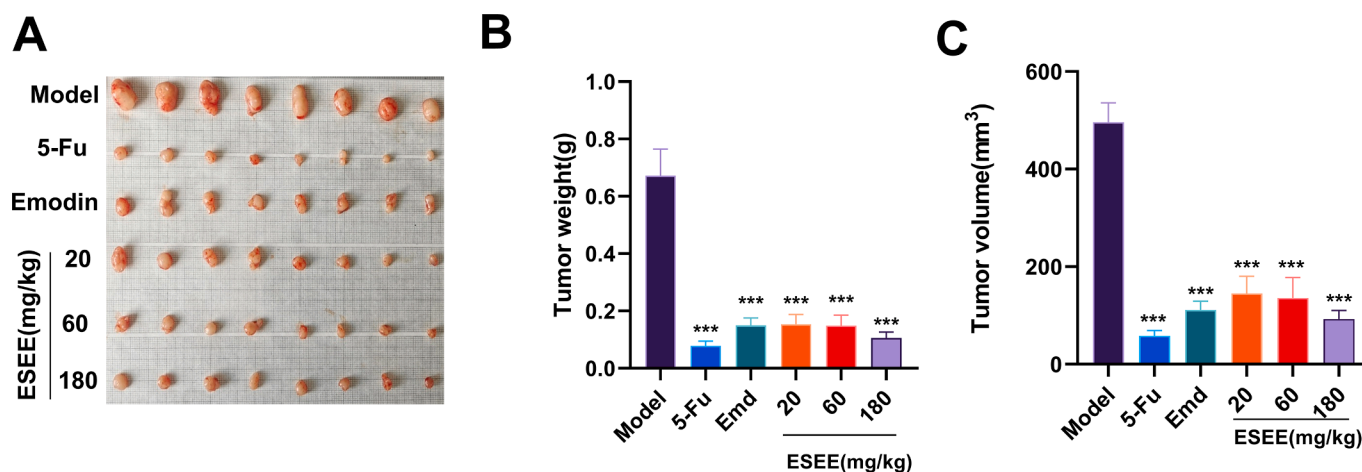 A
Model
5-Fu
Emodin
ESEE(mg/kg)
20
60
180
B
Tumor weight(g)
1.0
0.8
0.6
0.4
0.2
0.0
***
***
***
***
***
Model
5-Fu
Emd
20
60
180
ESEE(mg/kg)
C
Tumor volume(mm³)
600
400
200
0
***
***
***
***
***
Model
5-Fu
Emd
20
60
180
ESEE(mg/kg)